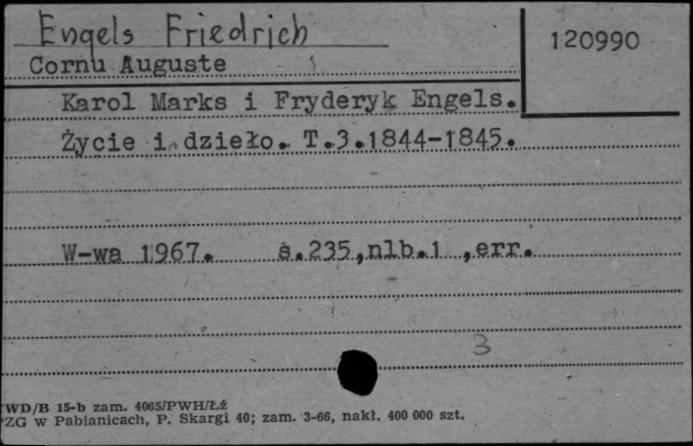 Engels Friedrich
120990
Cornu Auguste
Karol Marks i Fryderyk Engels.
Życie i dzieło. T.3.1844-1845.
W-wa 1967. s.235,nlb.1 ,err.
3
WD/B 15-b zam. 4065/PWH/Łź
PZG w Pabianicach, P. Skargi 40; zam. 3-66, nakł. 400 000 szt.